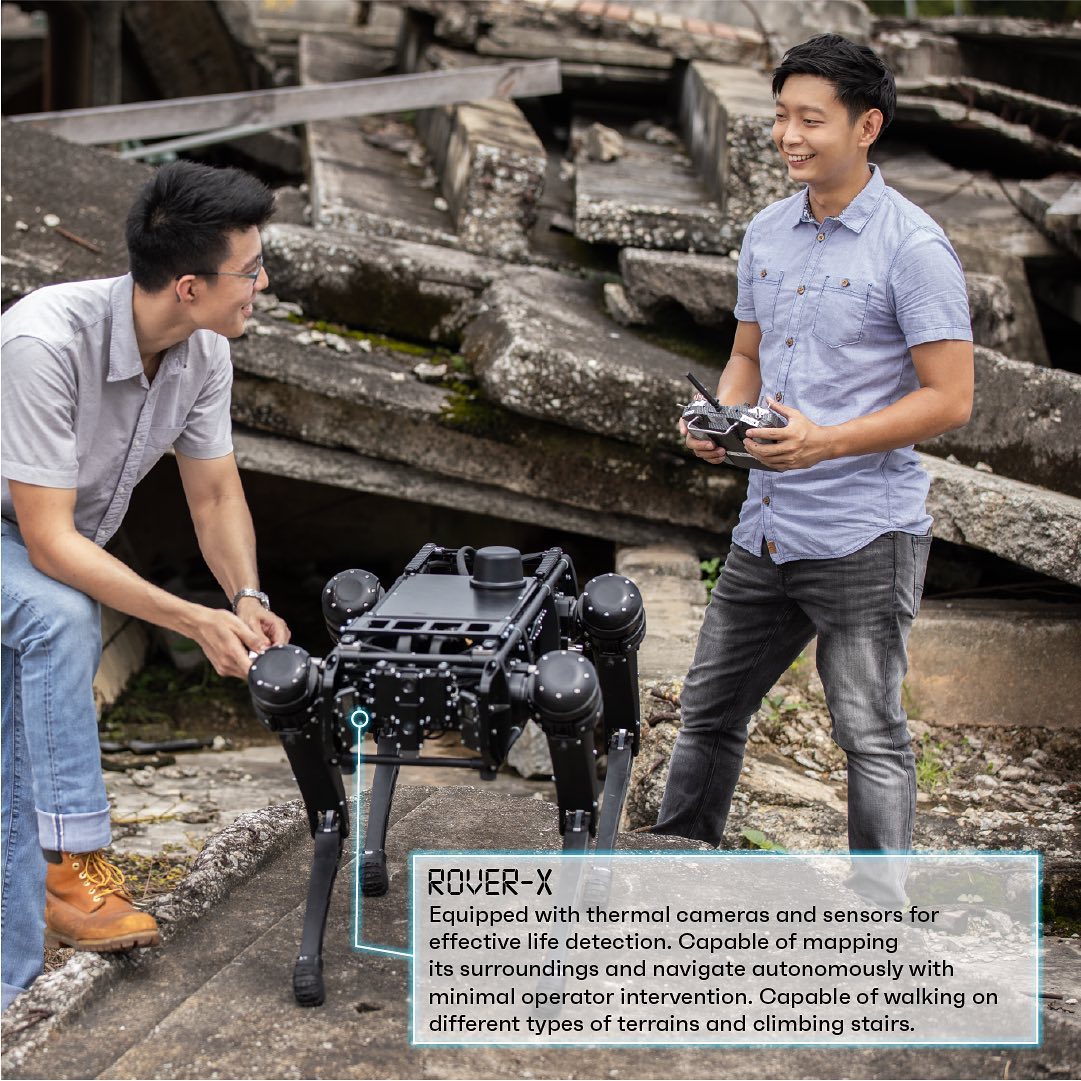 ROVER-X
Equipped with thermal cameras and sensors for
effective life detection. Capable of mapping
its surroundings and navigate autonomously with
minimal operator intervention. Capable of walking on
different types of terrains and climbing stairs.